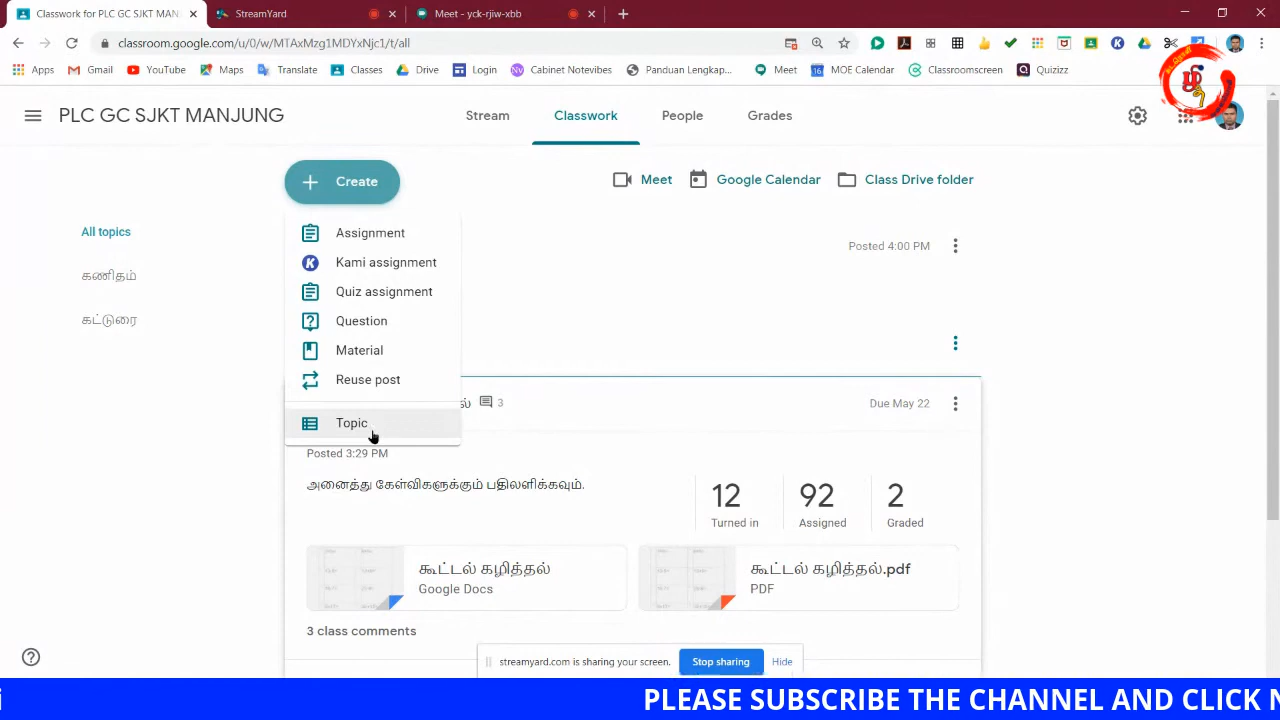 Classwork for PLC GC SJKT MAN
StreamYard
Meet - yck-rjiw-xbb
classroom.google.com/u/0/w/MTAxMzg1MDYyNjc1/t/all
Apps
Gmail
YouTube
Maps
Translate
Classes
Drive
Login
Cabinet Notevibes
Panduan Lengkap...
Meet
MOE Calendar
Classroomscreen
Quizizz
PLC GC SJKT MANJUNG
Stream
Classwork
People
Grades
Create
Meet
Google Calendar
Class Drive folder
All topics
கணிதம்
கட்டுரை
Assignment
Kami assignment
Quiz assignment
Question
Material
Reuse post
Topic
Posted 4:00 PM
3
Due May 22
Posted 3:29 PM
அனைத்து கேள்விகளுக்கும் பதிலளிக்கவும்.
12
Turned in
92
Assigned
2
Graded
கூட்டல் கழித்தல்
Google Docs
கூட்டல் கழித்தல்.pdf
PDF
3 class comments
streamyard.com is sharing your screen.
Stop sharing
Hide
PLEASE SUBSCRIBE THE CHANNEL AND CLICK N